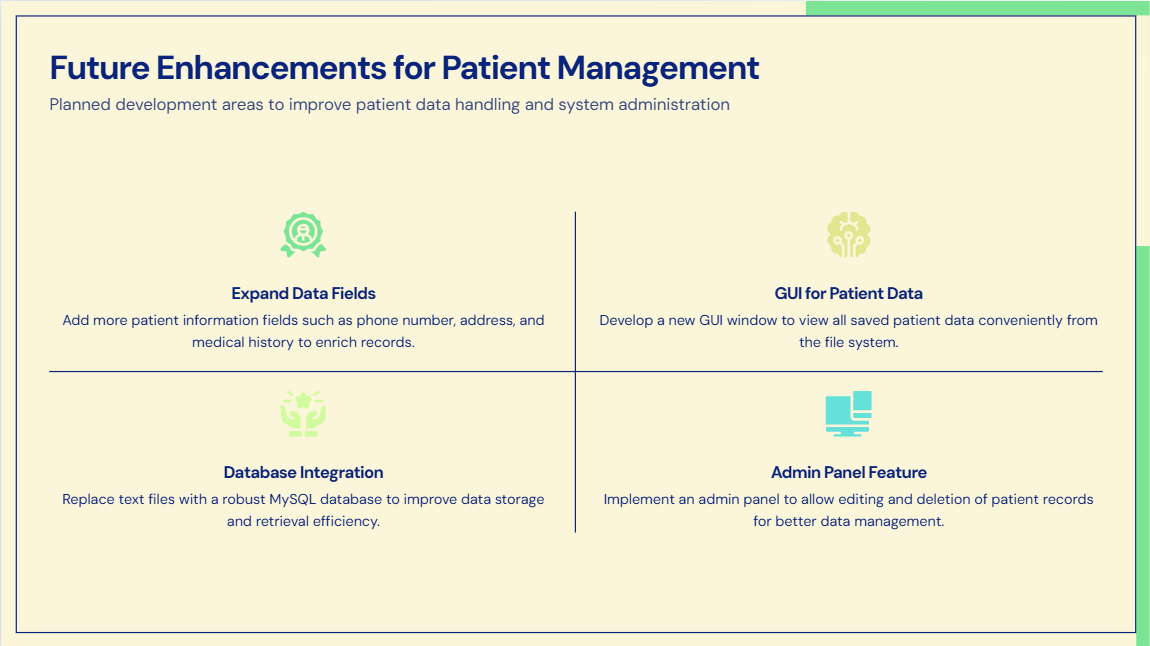 Future Enhancements for Patient Management
Planned development areas to improve patient data handling and system administration
Expand Data Fields
Add more patient information fields such as phone number, address, and
medical history to enrich records.
GUI for Patient Data
Develop a new GUI window to view all saved patient data conveniently from
the file system.
Database Integration
Replace text files with a robust MySQL database to improve data storage
and retrieval efficiency.
Admin Panel Feature
Implement an admin panel to allow editing and deletion of patient records
for better data management.